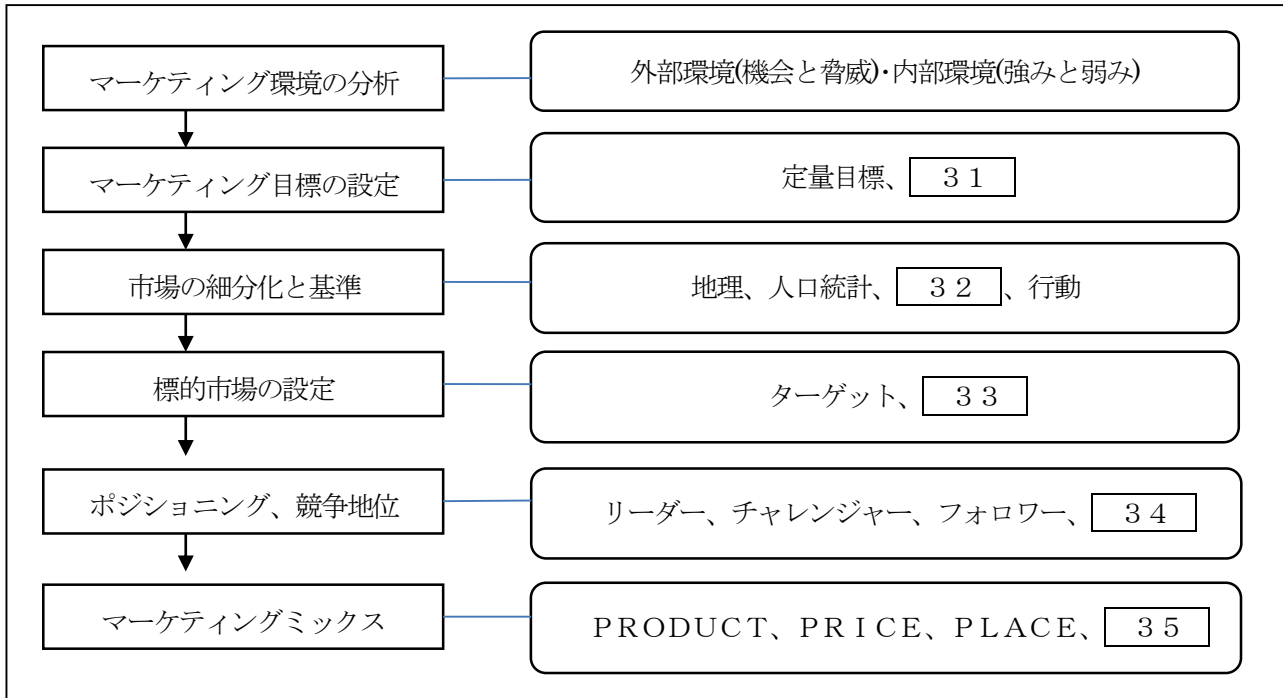 マーケティング環境の分析
外部環境(機会と脅威)･内部環境(強みと弱み)
マーケティング目標の設定
定量目標、３１
市場の細分化と基準
地理、人口統計、３２、行動
標的市場の設定
ターゲット、３３
ポジショニング、競争地位
リーダー、チャレンジャー、フォロワー、３４
マーケティングミックス
ＰＲＯＤＵＣＴ、ＰＲＩＣＥ、ＰＬＡＣＥ、３５